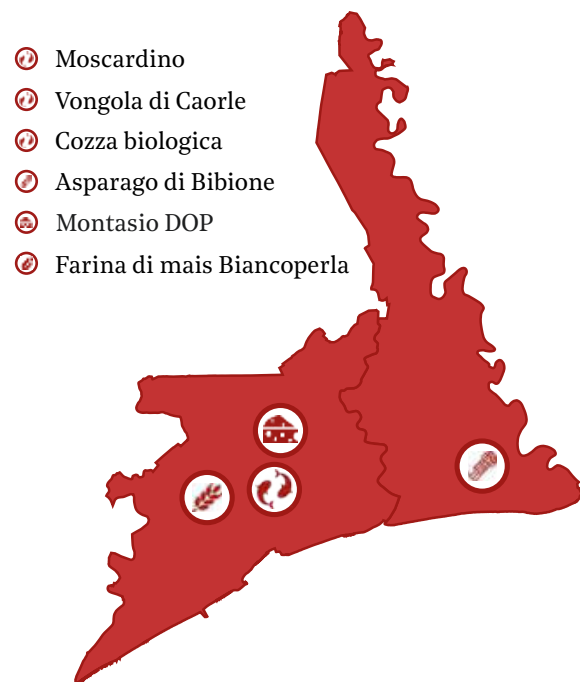 Moscardino
Vongola di Caorle
Cozza biologica
Asparago di Bibione
Montasio DOP
Farina di mais Biancoperla